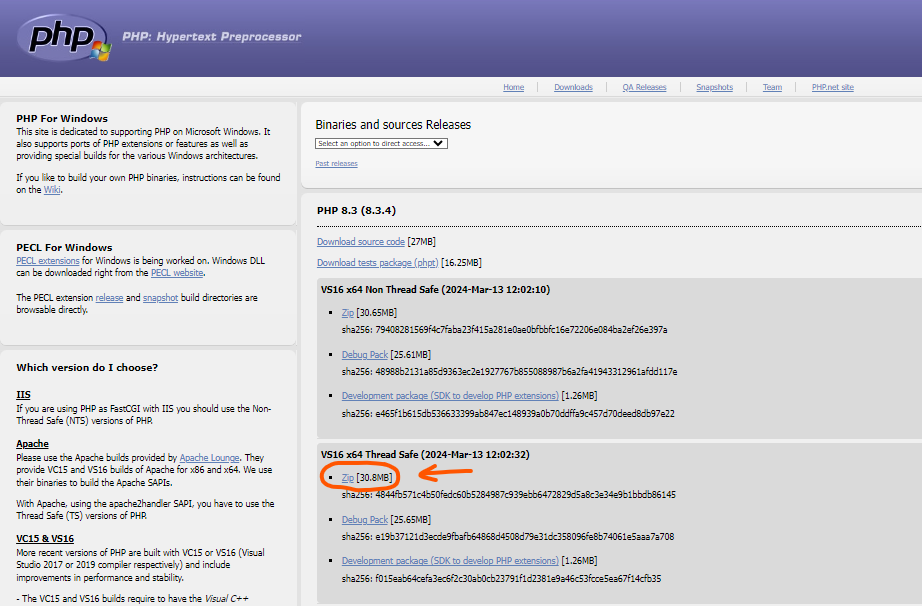 php
PHP: Hypertext Preprocessor
Home
Downloads
QA Releases
Snapshots
Team
PHP.net site
PHP For Windows
This site is dedicated to supporting PHP on Microsoft Windows. It
also supports ports of PHP extensions or features as well as
providing special builds for the various Windows architectures.
If you like to build your own PHP binaries, instructions can be found
on the Wiki.
PECL For Windows
PECL extensions for Windows is being worked on. Windows DLL
can be downloaded right from the PECL website.
The PECL extension release and snapshot build directories are
browsable directly.
Which version do I choose?
IIS
If you are using PHP as FastCGI with IIS you should use the Non-
Thread Safe (NTS) versions of PHP.
Apache
Please use the Apache builds provided by Apache Lounge. They
provide VC15 and VS16 builds of Apache for x86 and x64. We use
their binaries to build the Apache SAPIs.
With Apache, using the apache2handler SAPI, you have to use the
Thread Safe (TS) versions of PHP.
VC15 & VS16
More recent versions of PHP are built with VC15 or VS16 (Visual
Studio 2017 or 2019 compiler respectively) and include
improvements in performance and stability.
- The VC15 and VS16 builds require to have the Visual C++
Binaries and sources Releases
Select an option to direct access...
Past releases
PHP 8.3 (8.3.4)
Download source code [27MB]
Download tests package (phpt) [16.25MB]
VS16 x64 Non Thread Safe (2024-Mar-13 12:02:10)
Zip [30.65MB]
sha256: 79408281569f4c7faba23f415a281e0ae0bfbbfc16e72206e084ba2ef26e397a
Debug Pack [25.61MB]
sha256: 48988b2131a85d9363ec2e1927767b855088987b6a2fa41943312961afdd117e
Development package (SDK to develop PHP extensions) [1.26MB]
sha256: e465f1b615db536633399ab847ec148939a0b70ddffa9c457d70deed8db97e22
VS16 x64 Thread Safe (2024-Mar-13 12:02:32)
Zip [30.8MB]
sha256: 4844fb571c4b50fedc60b5284987c939ebb6472829d5a8c3e34e9b1bbdb86145
Debug Pack [25.65MB]
sha256: e19b37121d3ecde9fbafb64868d4508d79e31dc358096fe8b74061e5aaa7a708
Development package (SDK to develop PHP extensions) [1.26MB]
sha256: f015eab64cefa3ec6f2c30ab0cb23791f1d2381e9a46c53fcce5ea67f14cfb35